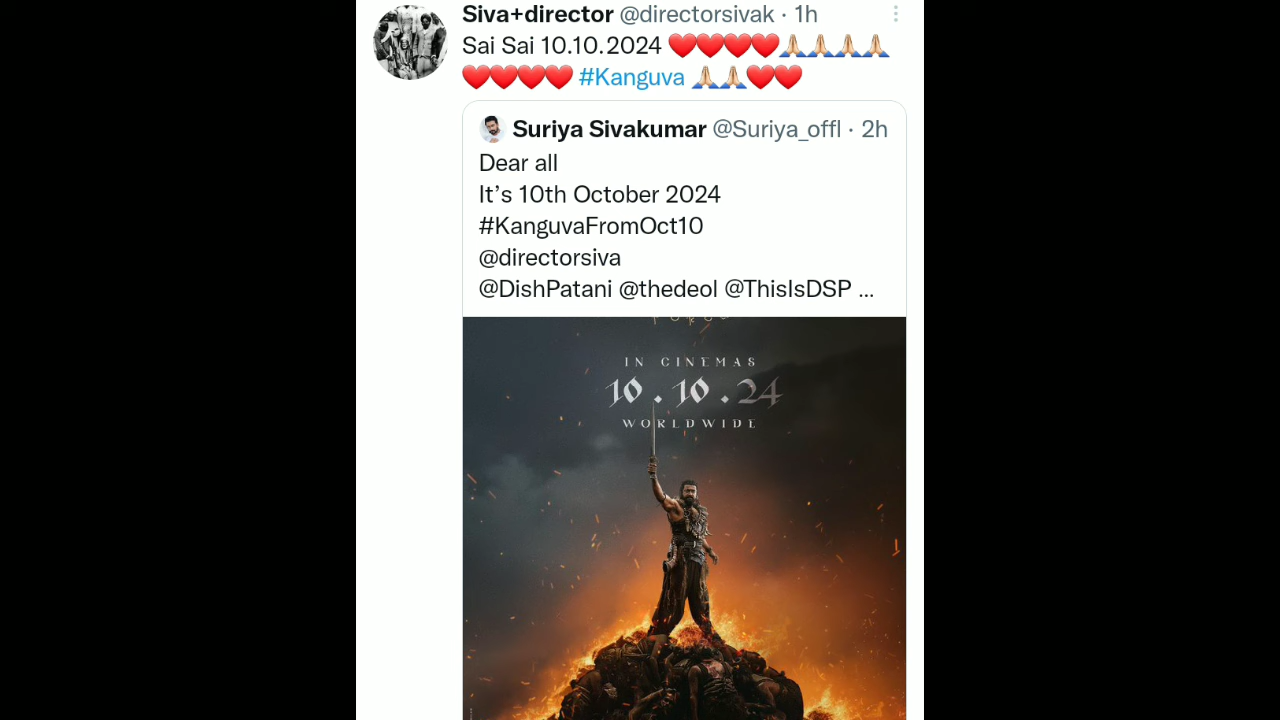 Siva+director @directorsivak · 1h
Sai Sai 10.10.2024 ❤️❤️❤️❤️🙏🏻🙏🏻🙏🏻🙏🏻
❤️❤️❤️❤️ #Kanguva 🙏🏻🙏🏻❤️❤️
Suriya Sivakumar @Suriya_offl · 2h
Dear all
It’s 10th October 2024
#KanguvaFromOct10
@directorsiva
@DishPatani @thedeol @ThisIsDSP ...
IN CINEMAS
10.10.24
WORLDWIDE